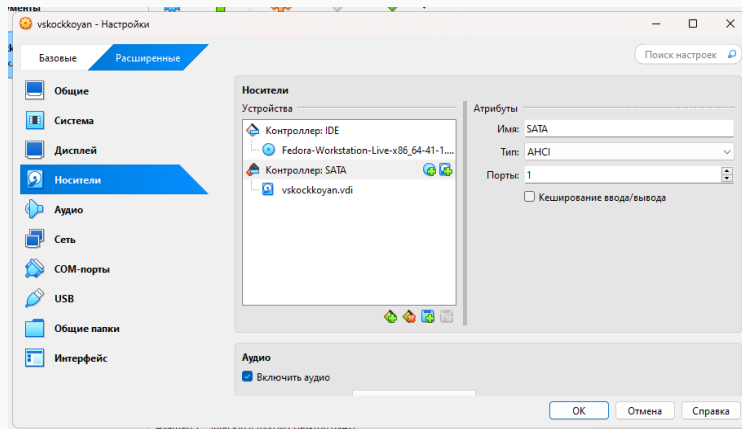 менты
vskockkoyan - Настройки
Базовые
Расширенные
Поиск настроек
Общие
Система
Дисплей
Носители
Аудио
Сеть
COM-порты
USB
Общие папки
Интерфейс
Носители
Устройства
Контроллер: IDE
Fedora-Workstation-Live-x86_64-41-1....
Контроллер: SATA
vskockkoyan.vdi
Атрибуты
Имя: SATA
Тип: AHCI
Порты: 1
Кеширование ввода/вывода
Аудио
Включить аудио
OK
Отмена
Справка